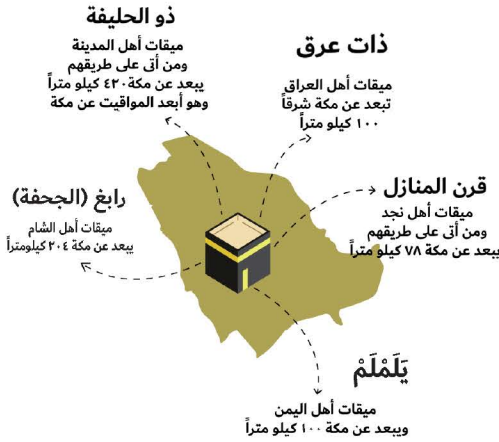 ذو الحليفة
ميقات أهل المدينة
ومن أتى على طريقهم
يبعد عن مكة٤٢٠ كيلو متراً
وهو أبعد المواقيت عن مكة
ذات عرق
ميقات أهل العراق
تبعد عن مكة شرقاً
١٠٠ كيلو متراً
قرن المنازل
ميقات أهل نجد
ومن أتى على طريقهم
يبعد عن مكة ٧٨ كيلو متراً
رابغ (الجحفة)
ميقات أهل الشام
يبعد عن مكة ٢٠٤ كيلومتراً
يَلَمْلَمْ
ميقات أهل اليمن
ويبعد عن مكة ١٠٠ كيلو متراً